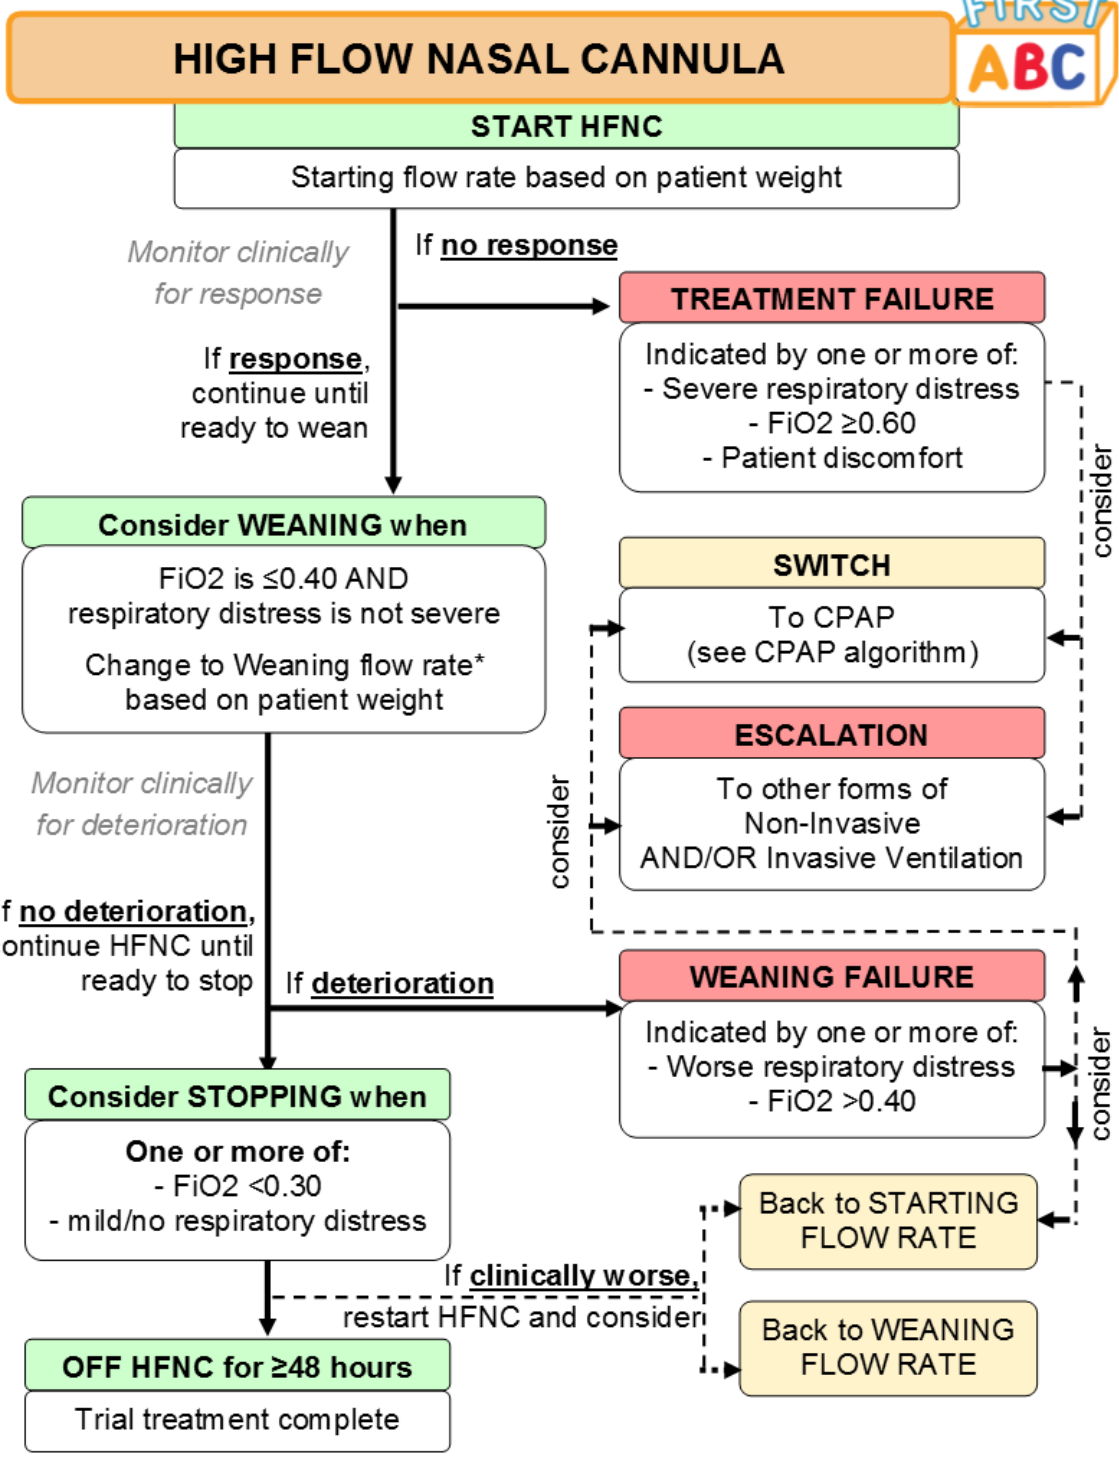 FIRST
ABC
HIGH FLOW NASAL CANNULA
START HFNC
Starting flow rate based on patient weight
Monitor clinically
for response
If no response
If response,
continue until
ready to wean
TREATMENT FAILURE
Indicated by one or more of:
- Severe respiratory distress
- FiO2 ≥0.60
- Patient discomfort
consider
Consider WEANING when
FiO2 is ≤0.40 AND
respiratory distress is not severe
Change to Weaning flow rate*
based on patient weight
SWITCH
To CPAP
(see CPAP algorithm)
ESCALATION
To other forms of
Non-Invasive
AND/OR Invasive Ventilation
consider
Monitor clinically
for deterioration
f no deterioration,
ontinue HFNC until
ready to stop
If deterioration
WEANING FAILURE
Indicated by one or more of:
- Worse respiratory distress
- FiO2 >0.40
consider
Consider STOPPING when
One or more of:
- FiO2 <0.30
- mild/no respiratory distress
Back to STARTING
FLOW RATE
If clinically worse,
restart HFNC and consider
Back to WEANING
FLOW RATE
OFF HFNC for ≥48 hours
Trial treatment complete